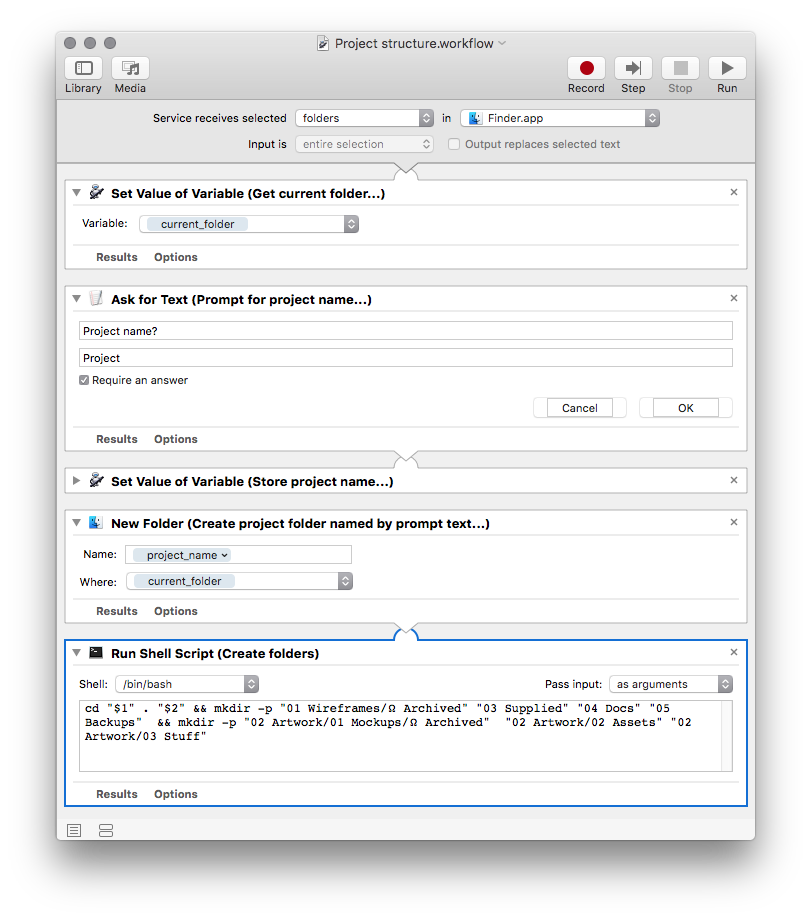 Project structure.workflow
Library Media Record Step Stop Run
Service receives selected folders in Finder.app
Input is entire selection Output replaces selected text
Set Value of Variable (Get current folder...)
Variable: current_folder
Results Options
Ask for Text (Prompt for project name...)
Project name?
Project
Require an answer
Cancel OK
Results Options
Set Value of Variable (Store project name...)
New Folder (Create project folder named by prompt text...)
Name: project_name
Where: current_folder
Results Options
Run Shell Script (Create folders)
Shell: /bin/bash Pass input: as arguments
cd "$1" . "$2" && mkdir -p "01 Wireframes/Ω Archived" "03 Supplied" "04 Docs" "05
Backups"  && mkdir -p "02 Artwork/01 Mockups/Ω Archived"  "02 Artwork/02 Assets" "02
Artwork/03 Stuff"
Results Options